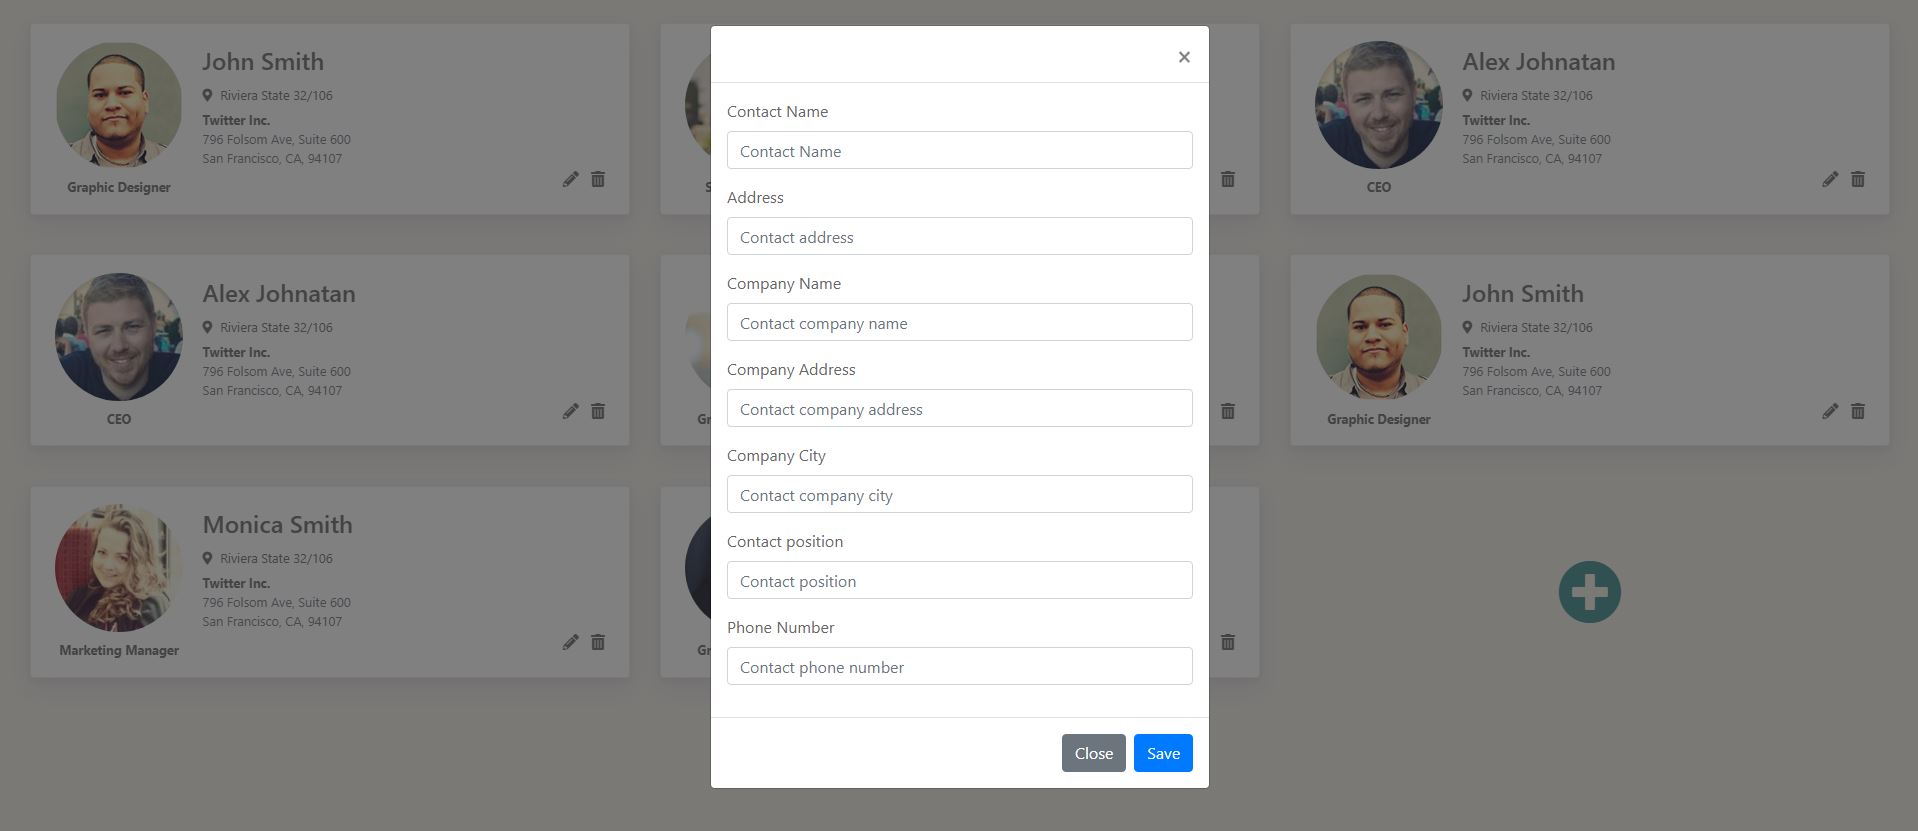 John Smith
Riviera State 32/106
Twitter Inc.
796 Folsom Ave, Suite 600
San Francisco, CA, 94107
Graphic Designer
Alex Johnatan
Riviera State 32/106
Twitter Inc.
796 Folsom Ave, Suite 600
San Francisco, CA, 94107
CEO
Alex Johnatan
Riviera State 32/106
Twitter Inc.
796 Folsom Ave, Suite 600
San Francisco, CA, 94107
CEO
John Smith
Riviera State 32/106
Twitter Inc.
796 Folsom Ave, Suite 600
San Francisco, CA, 94107
Graphic Designer
Monica Smith
Riviera State 32/106
Twitter Inc.
796 Folsom Ave, Suite 600
San Francisco, CA, 94107
Marketing Manager
×
Contact Name
Contact Name
Address
Contact address
Company Name
Contact company name
Company Address
Contact company address
Company City
Contact company city
Contact position
Contact position
Phone Number
Contact phone number
Close
Save